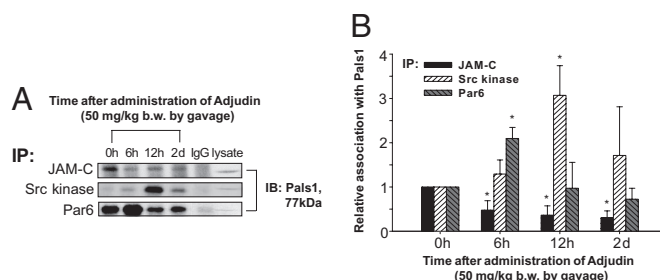 A
Time after administration of Adjudin
(50 mg/kg b.w. by gavage)
IP: 0h 6h 12h 2d IgG lysate
JAM-C
Src kinase
Par6
IB: Pals1,
77kDa
B
Relative association with Pals1
4
3
2
1
0
IP:
JAM-C
Src kinase
Par6
* * * * *
0h 6h 12h 2d
Time after administration of Adjudin
(50 mg/kg b.w. by gavage)